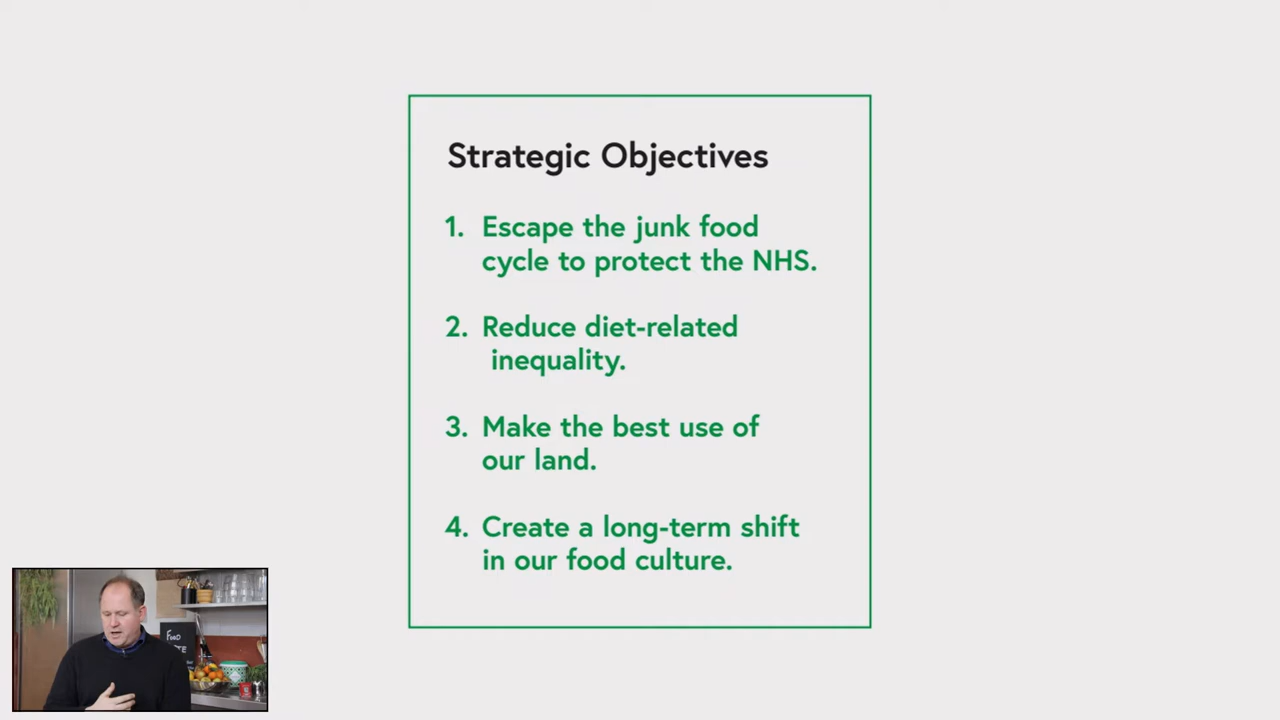 Strategic Objectives
1. Escape the junk food
cycle to protect the NHS.
2. Reduce diet-related
inequality.
3. Make the best use of
our land.
4. Create a long-term shift
in our food culture.
FOOD